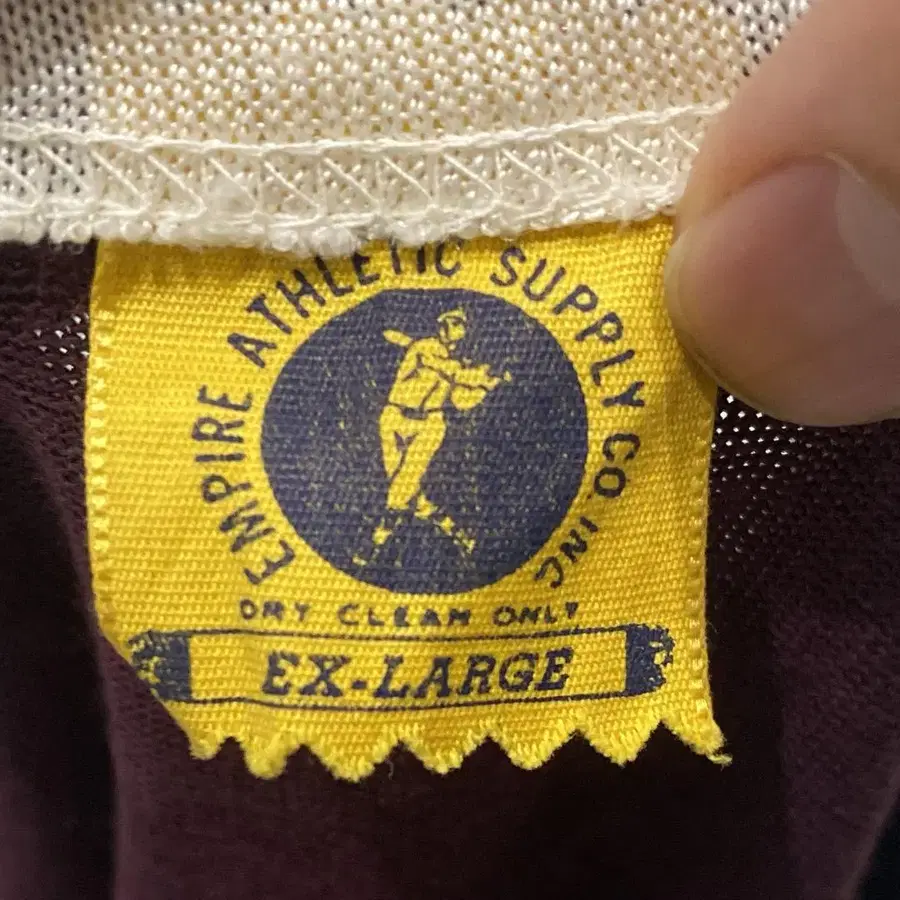 EMPIRE ATHLETIC SUPPLY CO. INC
DRY CLEAN ONLY
EX-LARGE